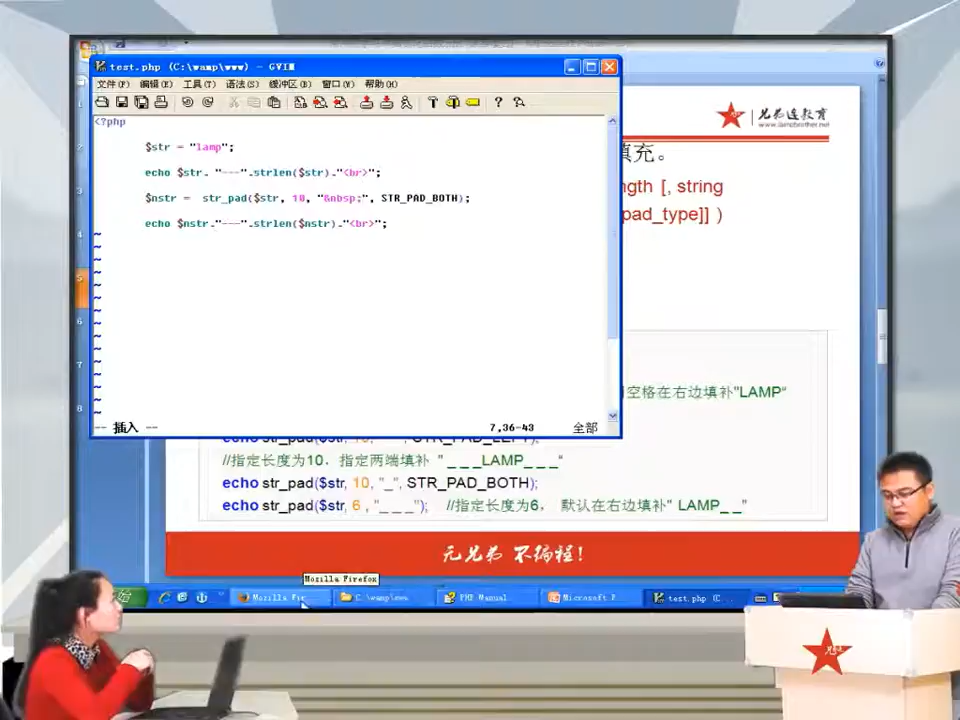 test.php (C:\wamp\www) - GVIM
文件(F) 编辑(E) 工具(T) 语法(S) 缓冲区(B) 窗口(W) 帮助(H)
<?php
$str = "lamp";
echo $str. "---".strlen($str)."<br>";
$nstr = str_pad($str, 10, "&nbsp;", STR_PAD_BOTH);
echo $nstr."---".strlen($nstr)."<br>";
-- 插入 -- 7,36-43 全部
兄弟连教育
www.lampbrother.net
填充。
ngth [, string
pad_type]] )
空格在右边填补"LAMP"
//指定长度为10，指定两端填补 " _ _ _LAMP_ _ _"
echo str_pad($str, 10, "_", STR_PAD_BOTH);
echo str_pad($str, 6 , "_ _ _"); //指定长度为6， 默认在右边填补" LAMP_ _"
无兄弟 不编程!
Mozilla Firefox
Mozilla Fir C:\wamp\www PHP Manual Microsoft P test.php (C: